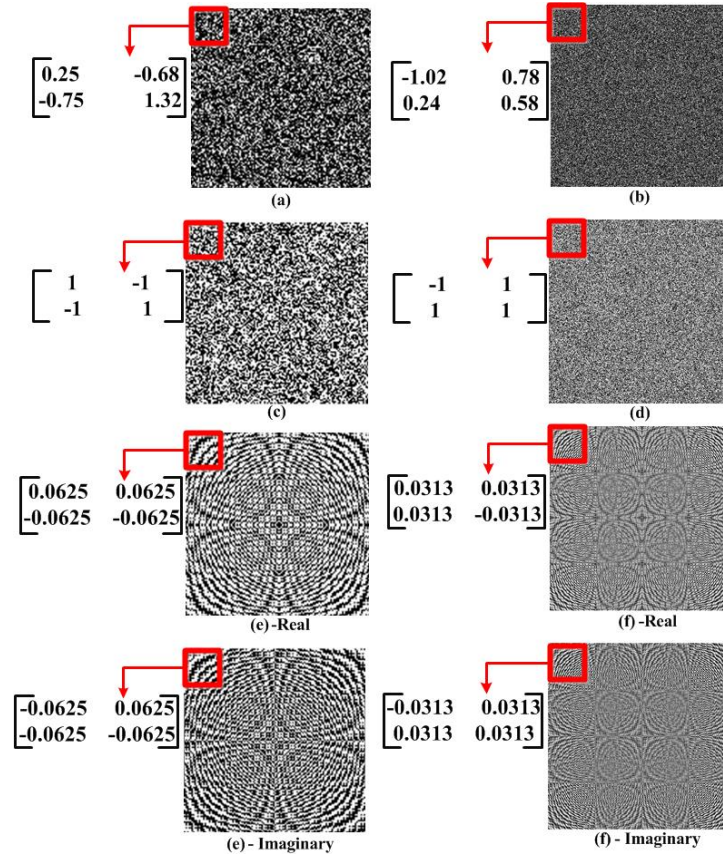 0.25 -0.68
-0.75 1.32
(a)
-1.02 0.78
0.24 0.58
(b)
1 -1
-1 1
(c)
-1 1
1 1
(d)
0.0625 0.0625
-0.0625 -0.0625
(e) -Real
0.0313 0.0313
0.0313 -0.0313
(f) -Real
-0.0625 0.0625
-0.0625 -0.0625
(e) - Imaginary
-0.0313 0.0313
0.0313 0.0313
(f) - Imaginary